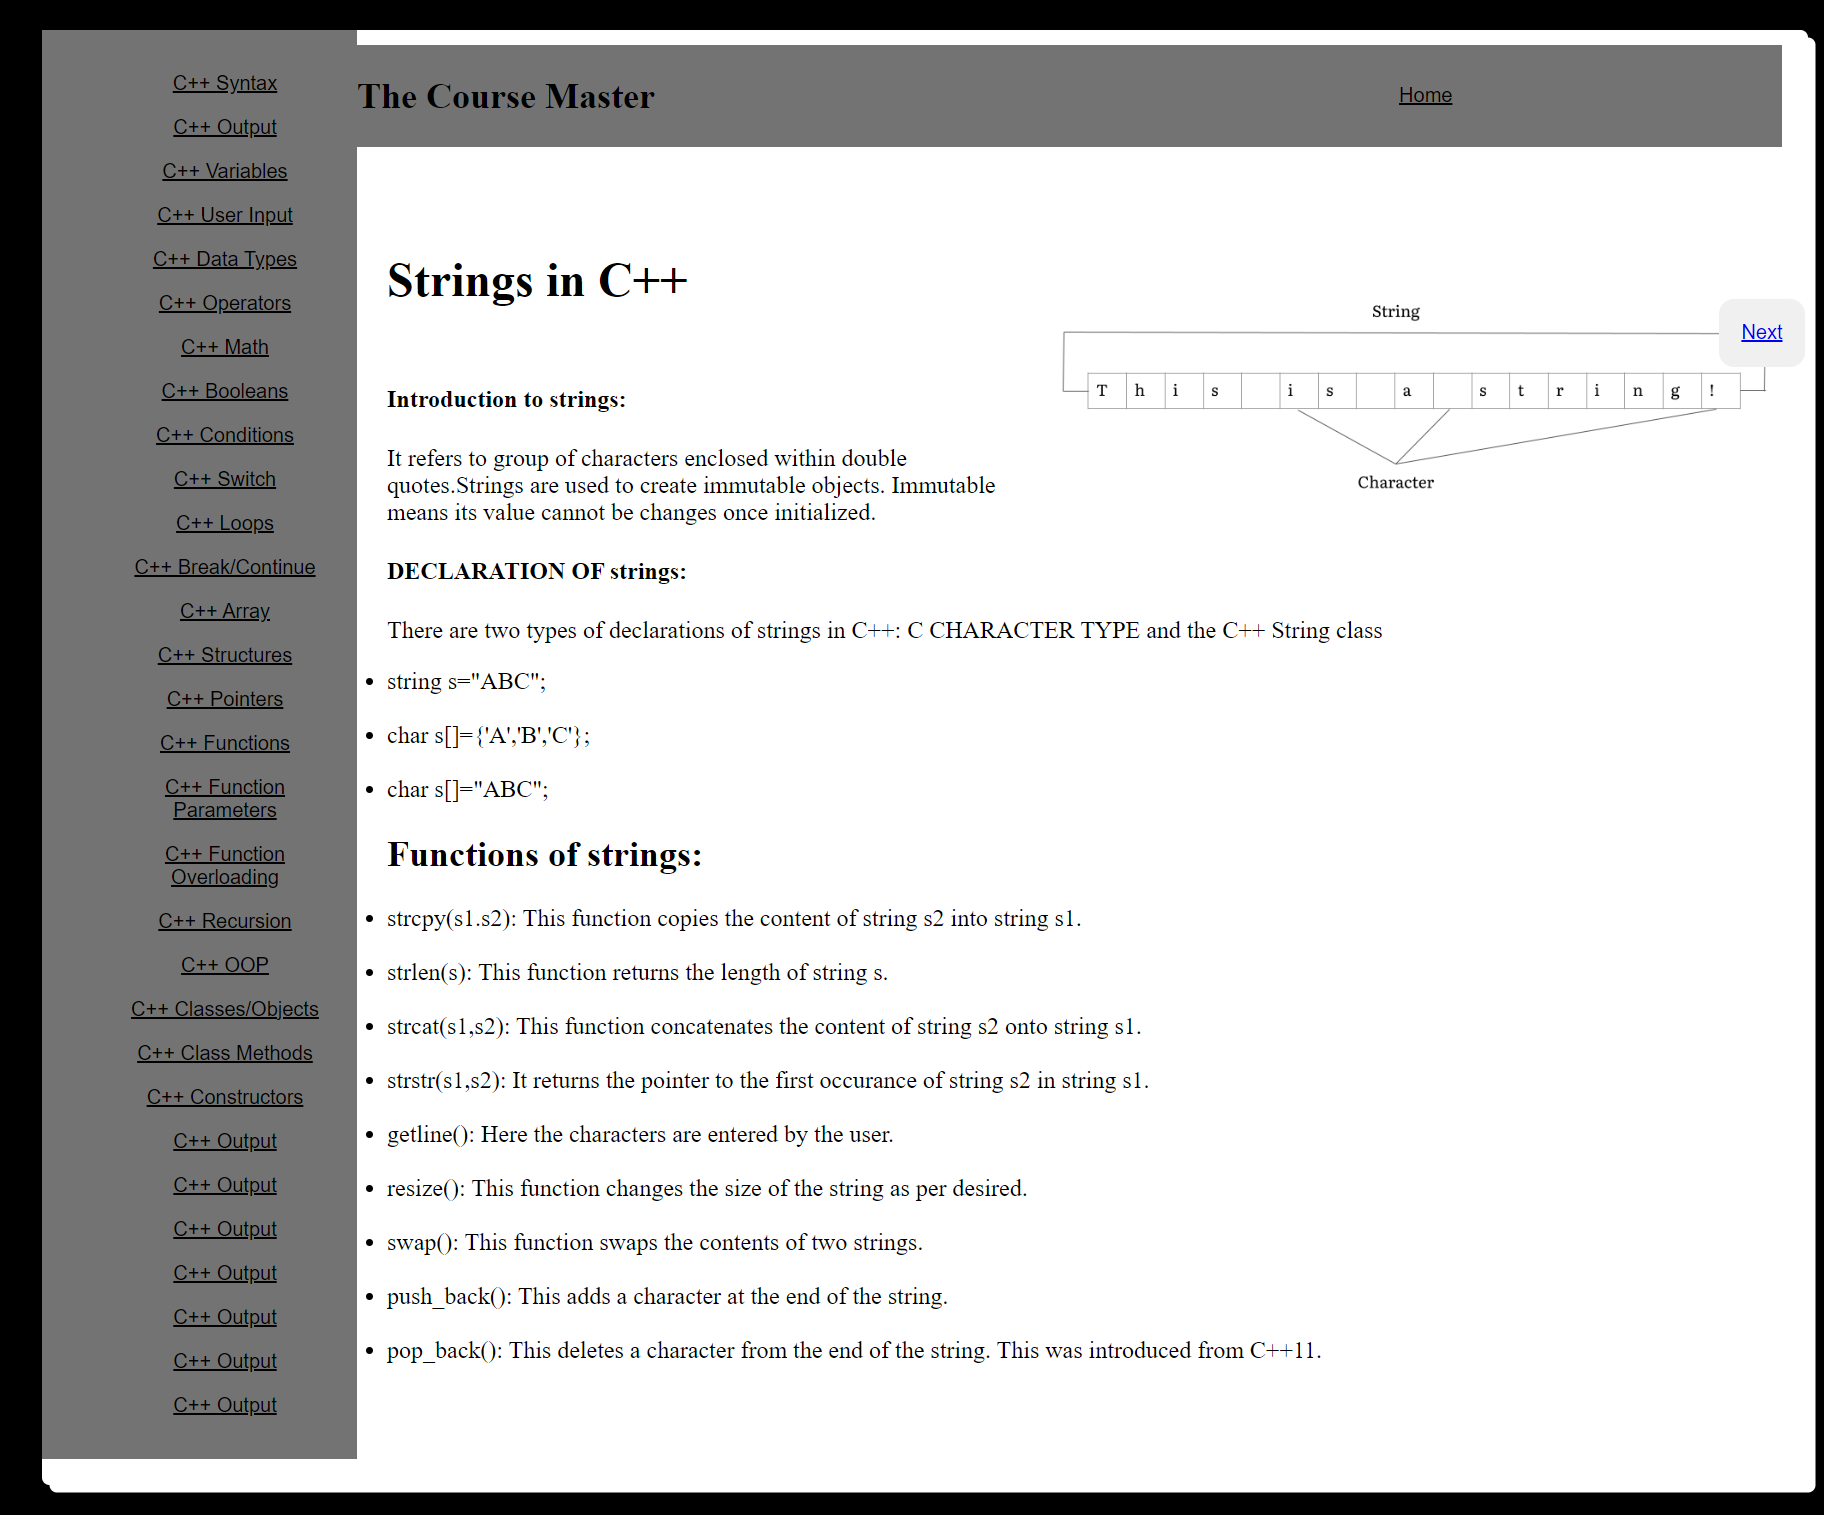 C++ Syntax
C++ Output
C++ Variables
C++ User Input
C++ Data Types
C++ Operators
C++ Math
C++ Booleans
C++ Conditions
C++ Switch
C++ Loops
C++ Break/Continue
C++ Array
C++ Structures
C++ Pointers
C++ Functions
C++ Function
Parameters
C++ Function
Overloading
C++ Recursion
C++ OOP
C++ Classes/Objects
C++ Class Methods
C++ Constructors
C++ Output
C++ Output
C++ Output
C++ Output
C++ Output
C++ Output
C++ Output
The Course Master
Home
Strings in C++
String
Next
T h i s i s a s t r i n g !
Character
Introduction to strings:
It refers to group of characters enclosed within double
quotes.Strings are used to create immutable objects. Immutable
means its value cannot be changes once initialized.
DECLARATION OF strings:
There are two types of declarations of strings in C++: C CHARACTER TYPE and the C++ String class
• string s="ABC";
• char s[]={'A','B','C'};
• char s[]="ABC";
Functions of strings:
• strcpy(s1.s2): This function copies the content of string s2 into string s1.
• strlen(s): This function returns the length of string s.
• strcat(s1,s2): This function concatenates the content of string s2 onto string s1.
• strstr(s1,s2): It returns the pointer to the first occurance of string s2 in string s1.
• getline(): Here the characters are entered by the user.
• resize(): This function changes the size of the string as per desired.
• swap(): This function swaps the contents of two strings.
• push_back(): This adds a character at the end of the string.
• pop_back(): This deletes a character from the end of the string. This was introduced from C++11.